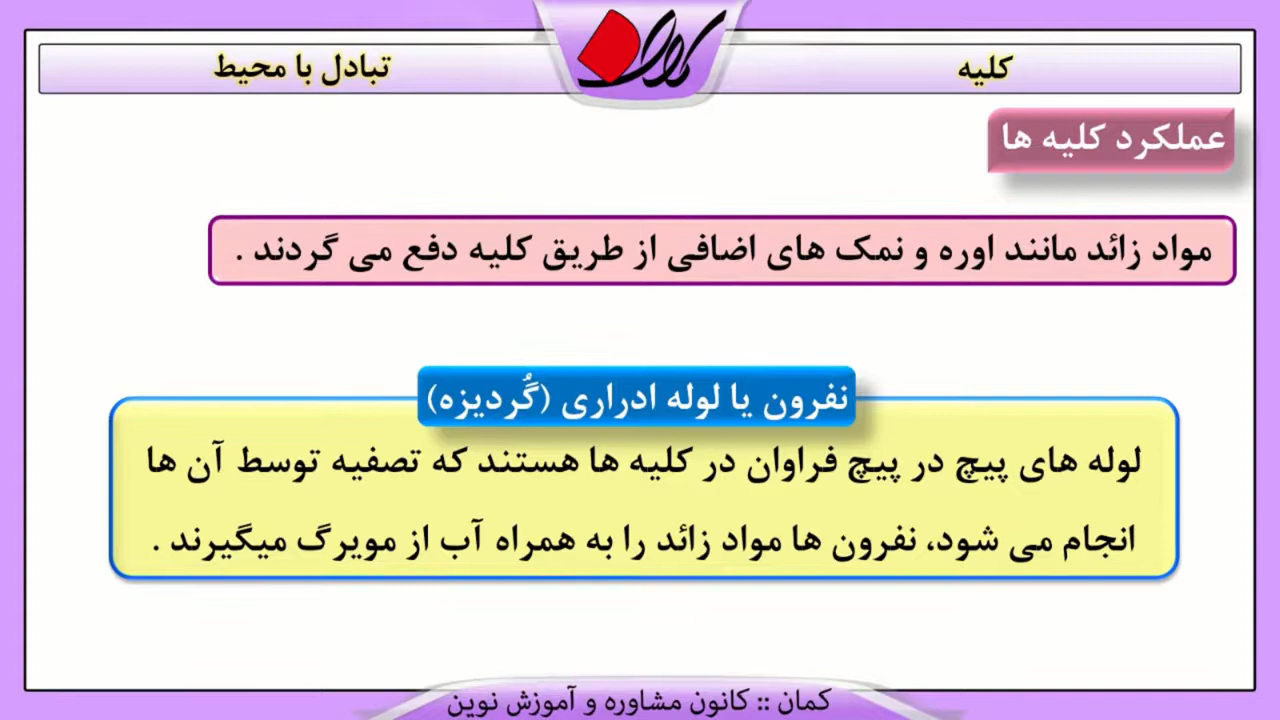 کلیه
کمان
تبادل با محیط
عملکرد کلیه ها
مواد زائد مانند اوره و نمک های اضافی از طریق کلیه دفع می گردند .
نفرون یا لوله ادراری (گُردیزه)
لوله های پیچ در پیچ فراوان در کلیه ها هستند که تصفیه توسط آن ها
انجام می شود، نفرون ها مواد زائد را به همراه آب از مویرگ میگیرند .
کمان :: کانون مشاوره و آموزش نوین